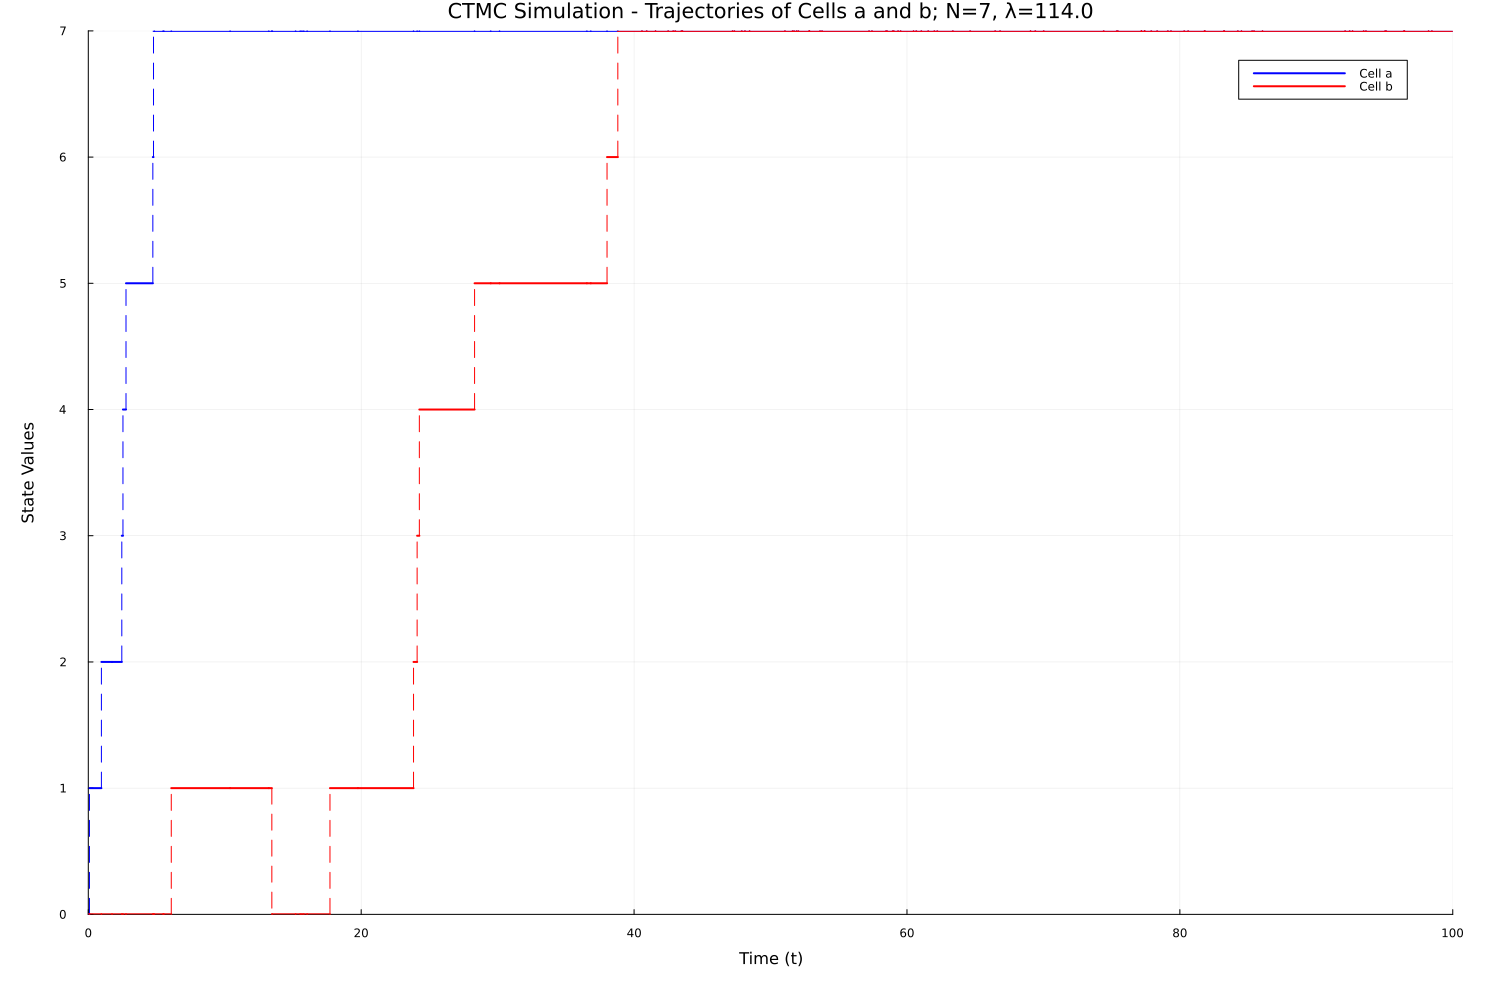 CTMC Simulation - Trajectories of Cells a and b; N=7, λ=114.0
7
Cell a
Cell b
6
5
4
State Values
3
2
1
0
0 20 40 60 80 100
Time (t)